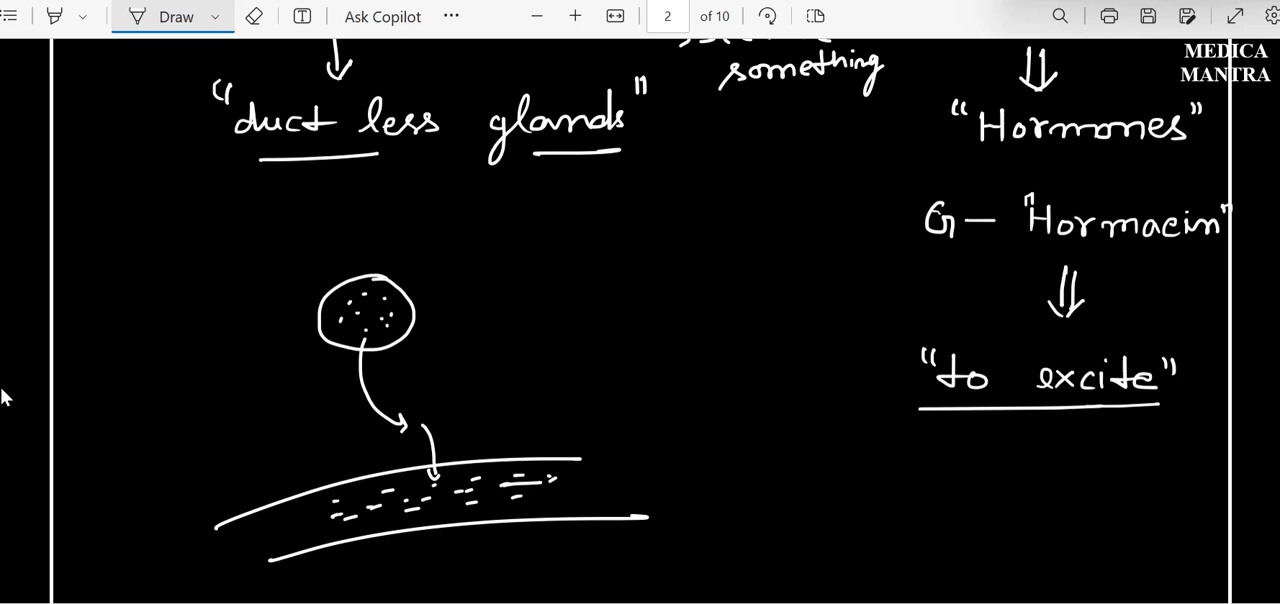 Draw
Ask Copilot
2 of 10
MEDICA
MANTRA
something
"duct less glands"
"Hormones"
G — "Hormacin"
"to excite"